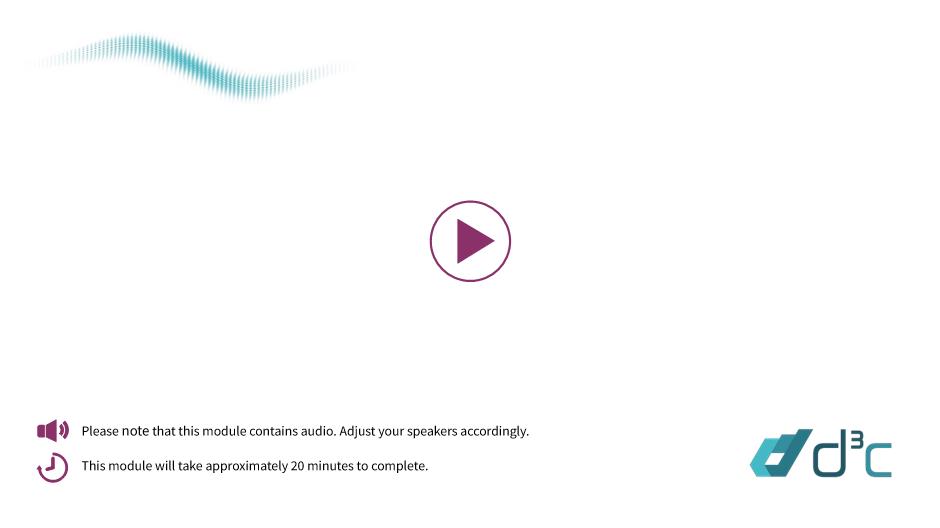 Please note that this module contains audio. Adjust your speakers accordingly.
This module will take approximately 20 minutes to complete.
d³c